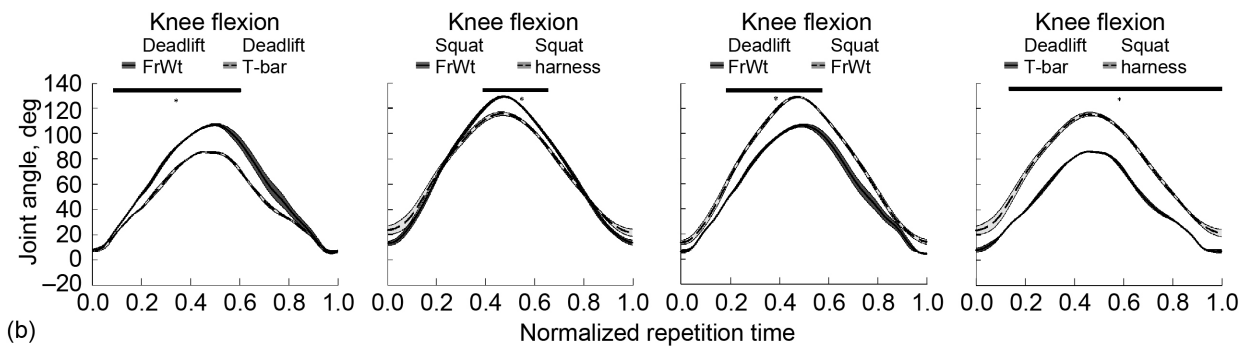 Knee flexion Knee flexion Knee flexion Knee flexion
Deadlift Deadlift Squat Squat Deadlift Squat Deadlift Squat
FrWt T-bar FrWt harness FrWt FrWt T-bar harness
140
120
100
80
60
40
20
0
–20
Joint angle, deg
* * * *
0.0 0.2 0.4 0.6 0.8 1.0 0.0 0.2 0.4 0.6 0.8 1.0 0.0 0.2 0.4 0.6 0.8 1.0 0.0 0.2 0.4 0.6 0.8 1.0
(b) Normalized repetition time